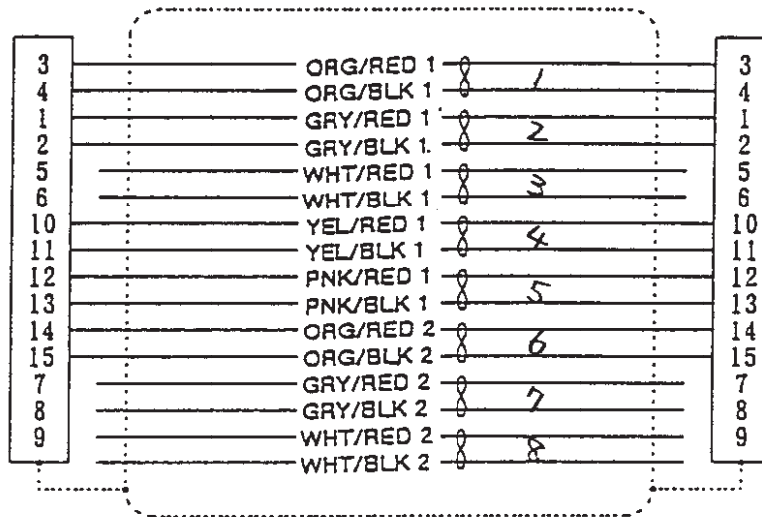 3 ORG/RED 1 3
4 ORG/BLK 1 1 4
1 GRY/RED 1 1
2 GRY/BLK 1. 2 2
5 WHT/RED 1 5
6 WHT/BLK 1 3 6
10 YEL/RED 1 10
11 YEL/BLK 1 4 11
12 PNK/RED 1 12
13 PNK/BLK 1 5 13
14 ORG/RED 2 14
15 ORG/BLK 2 6 15
7 GRY/RED 2 7
8 GRY/BLK 2 7 8
9 WHT/RED 2 9
WHT/BLK 2 8